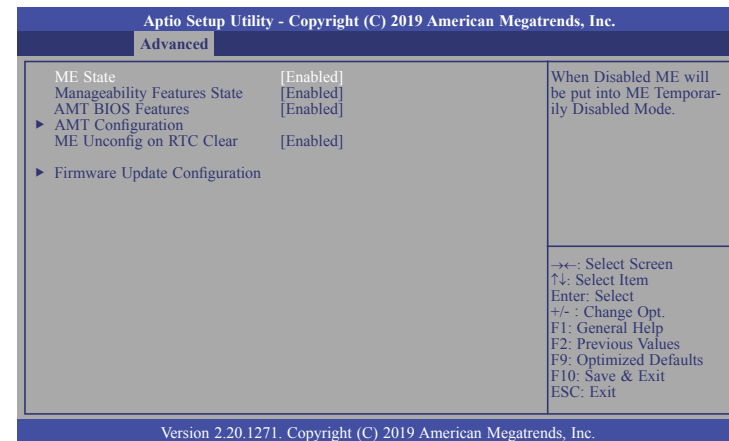 Aptio Setup Utility - Copyright (C) 2019 American Megatrends, Inc.
Advanced
ME State [Enabled]
Manageability Features State [Enabled]
AMT BIOS Features [Enabled]
▶ AMT Configuration
ME Unconfig on RTC Clear [Enabled]
▶ Firmware Update Configuration
When Disabled ME will
be put into ME Temporar-
ily Disabled Mode.
→←: Select Screen
↑↓: Select Item
Enter: Select
+/- : Change Opt.
F1: General Help
F2: Previous Values
F9: Optimized Defaults
F10: Save & Exit
ESC: Exit
Version 2.20.1271. Copyright (C) 2019 American Megatrends, Inc.